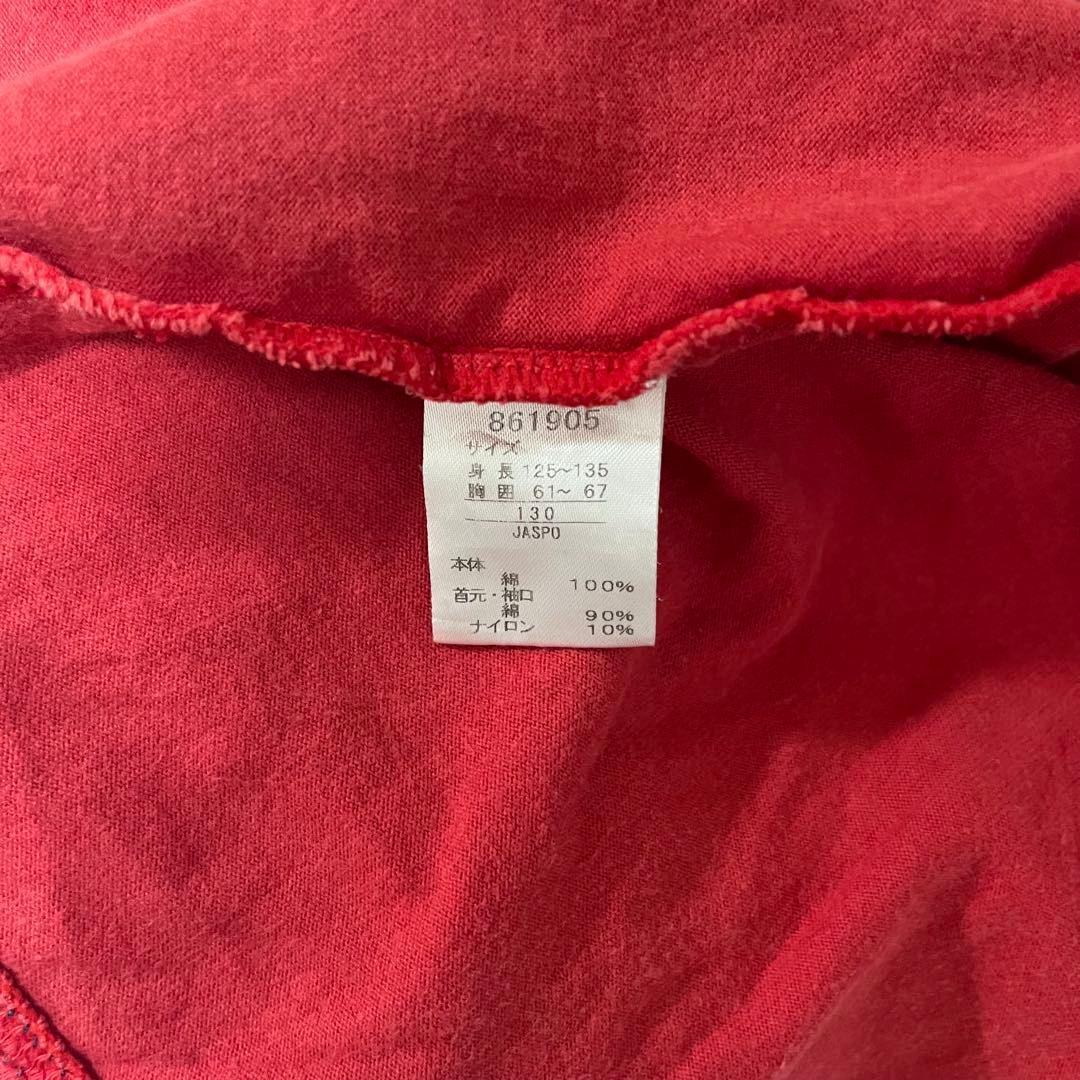 861905
サイズ
身長 125～135
胸囲 61～ 67
130
JASPO
本体
綿 100%
首元・袖口
綿 90%
ナイロン 10%